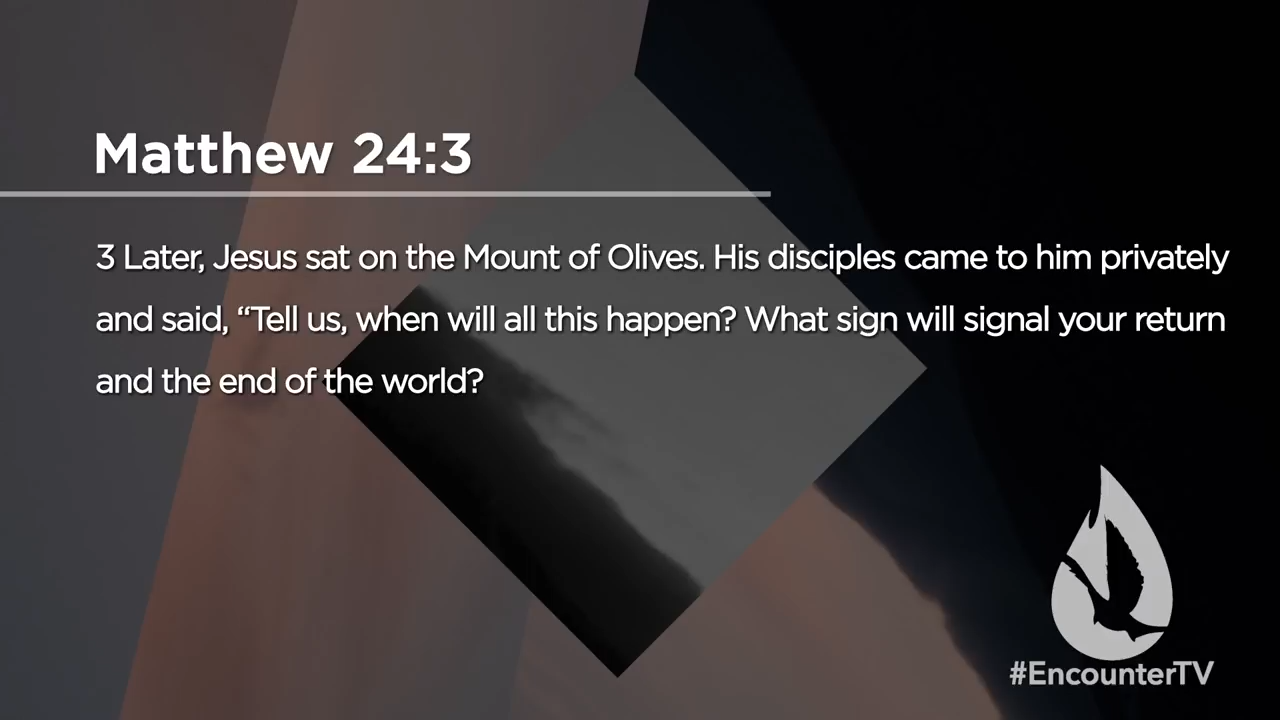 Matthew 24:3
3 Later, Jesus sat on the Mount of Olives. His disciples came to him privately
and said, “Tell us, when will all this happen? What sign will signal your return
and the end of the world?
#EncounterTV